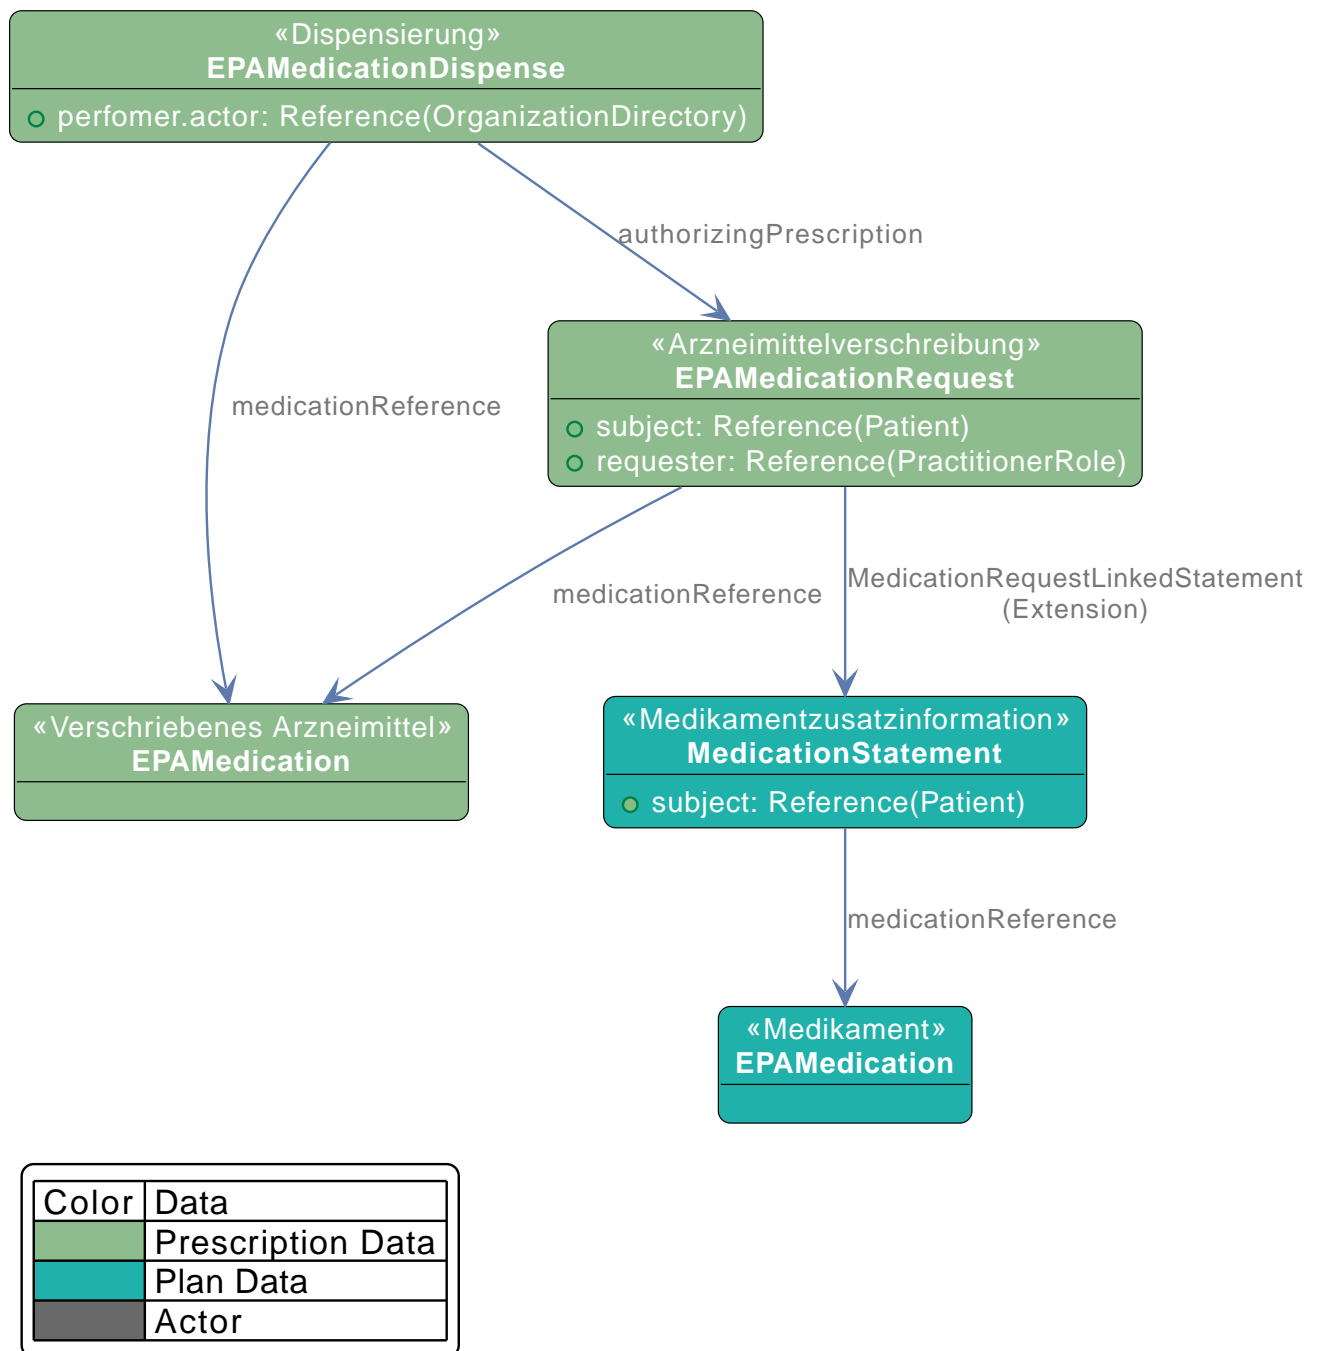 «Dispensierung»
EPAMedicationDispense
perfomer.actor: Reference(OrganizationDirectory)
authorizingPrescription
«Arzneimittelverschreibung»
EPAMedicationRequest
subject: Reference(Patient)
requester: Reference(PractitionerRole)
medicationReference
medicationReference
MedicationRequestLinkedStatement
(Extension)
«Verschriebenes Arzneimittel»
EPAMedication
«Medikamentzusatzinformation»
MedicationStatement
subject: Reference(Patient)
medicationReference
«Medikament»
EPAMedication
Color Data
Prescription Data
Plan Data
Actor